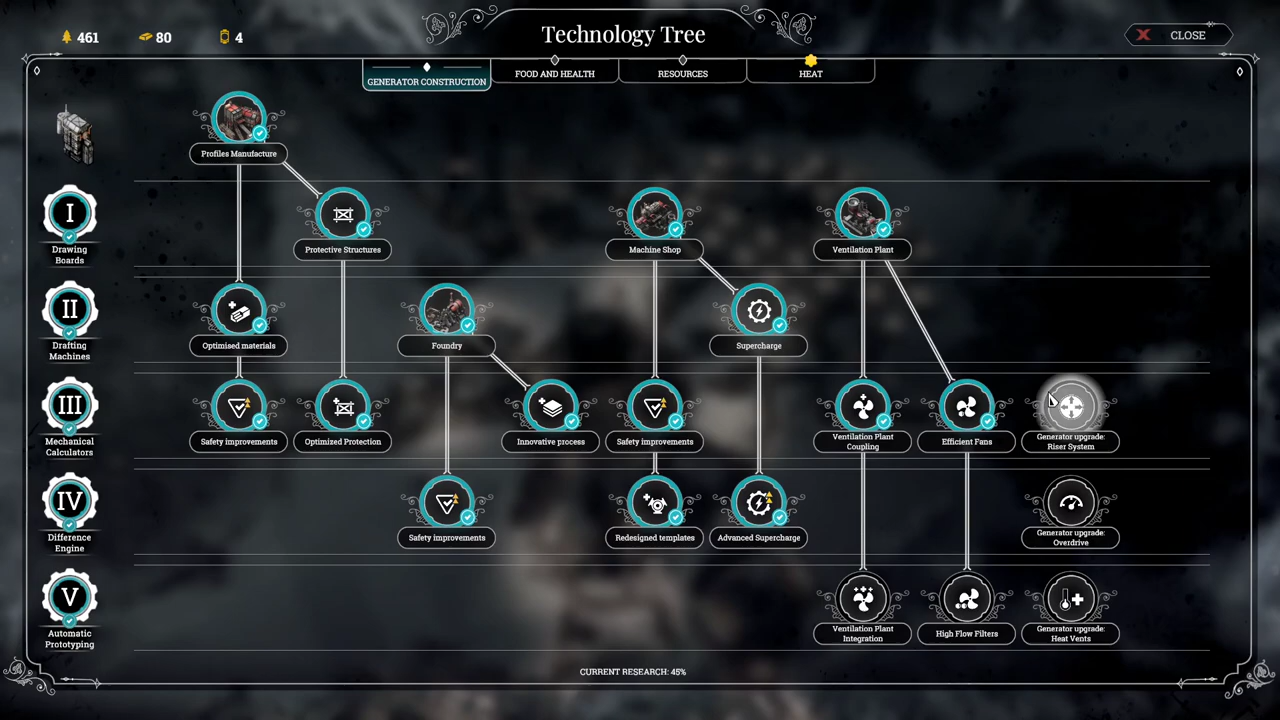 461
80
4
Technology Tree
CLOSE
GENERATOR CONSTRUCTION
FOOD AND HEALTH
RESOURCES
HEAT
Profiles Manufacture
I
Drawing
Boards
Protective Structures
Machine Shop
Ventilation Plant
II
Drafting
Machines
Optimised materials
Foundry
Supercharge
III
Mechanical
Calculators
Safety improvements
Optimized Protection
Innovative process
Safety improvements
Ventilation Plant
Coupling
Efficient Fans
Generator upgrade:
Riser System
IV
Difference
Engine
Safety improvements
Redesigned templates
Advanced Supercharge
Generator upgrade:
Overdrive
V
Automatic
Prototyping
Ventilation Plant
Integration
High Flow Filters
Generator upgrade:
Heat Vents
CURRENT RESEARCH: 45%